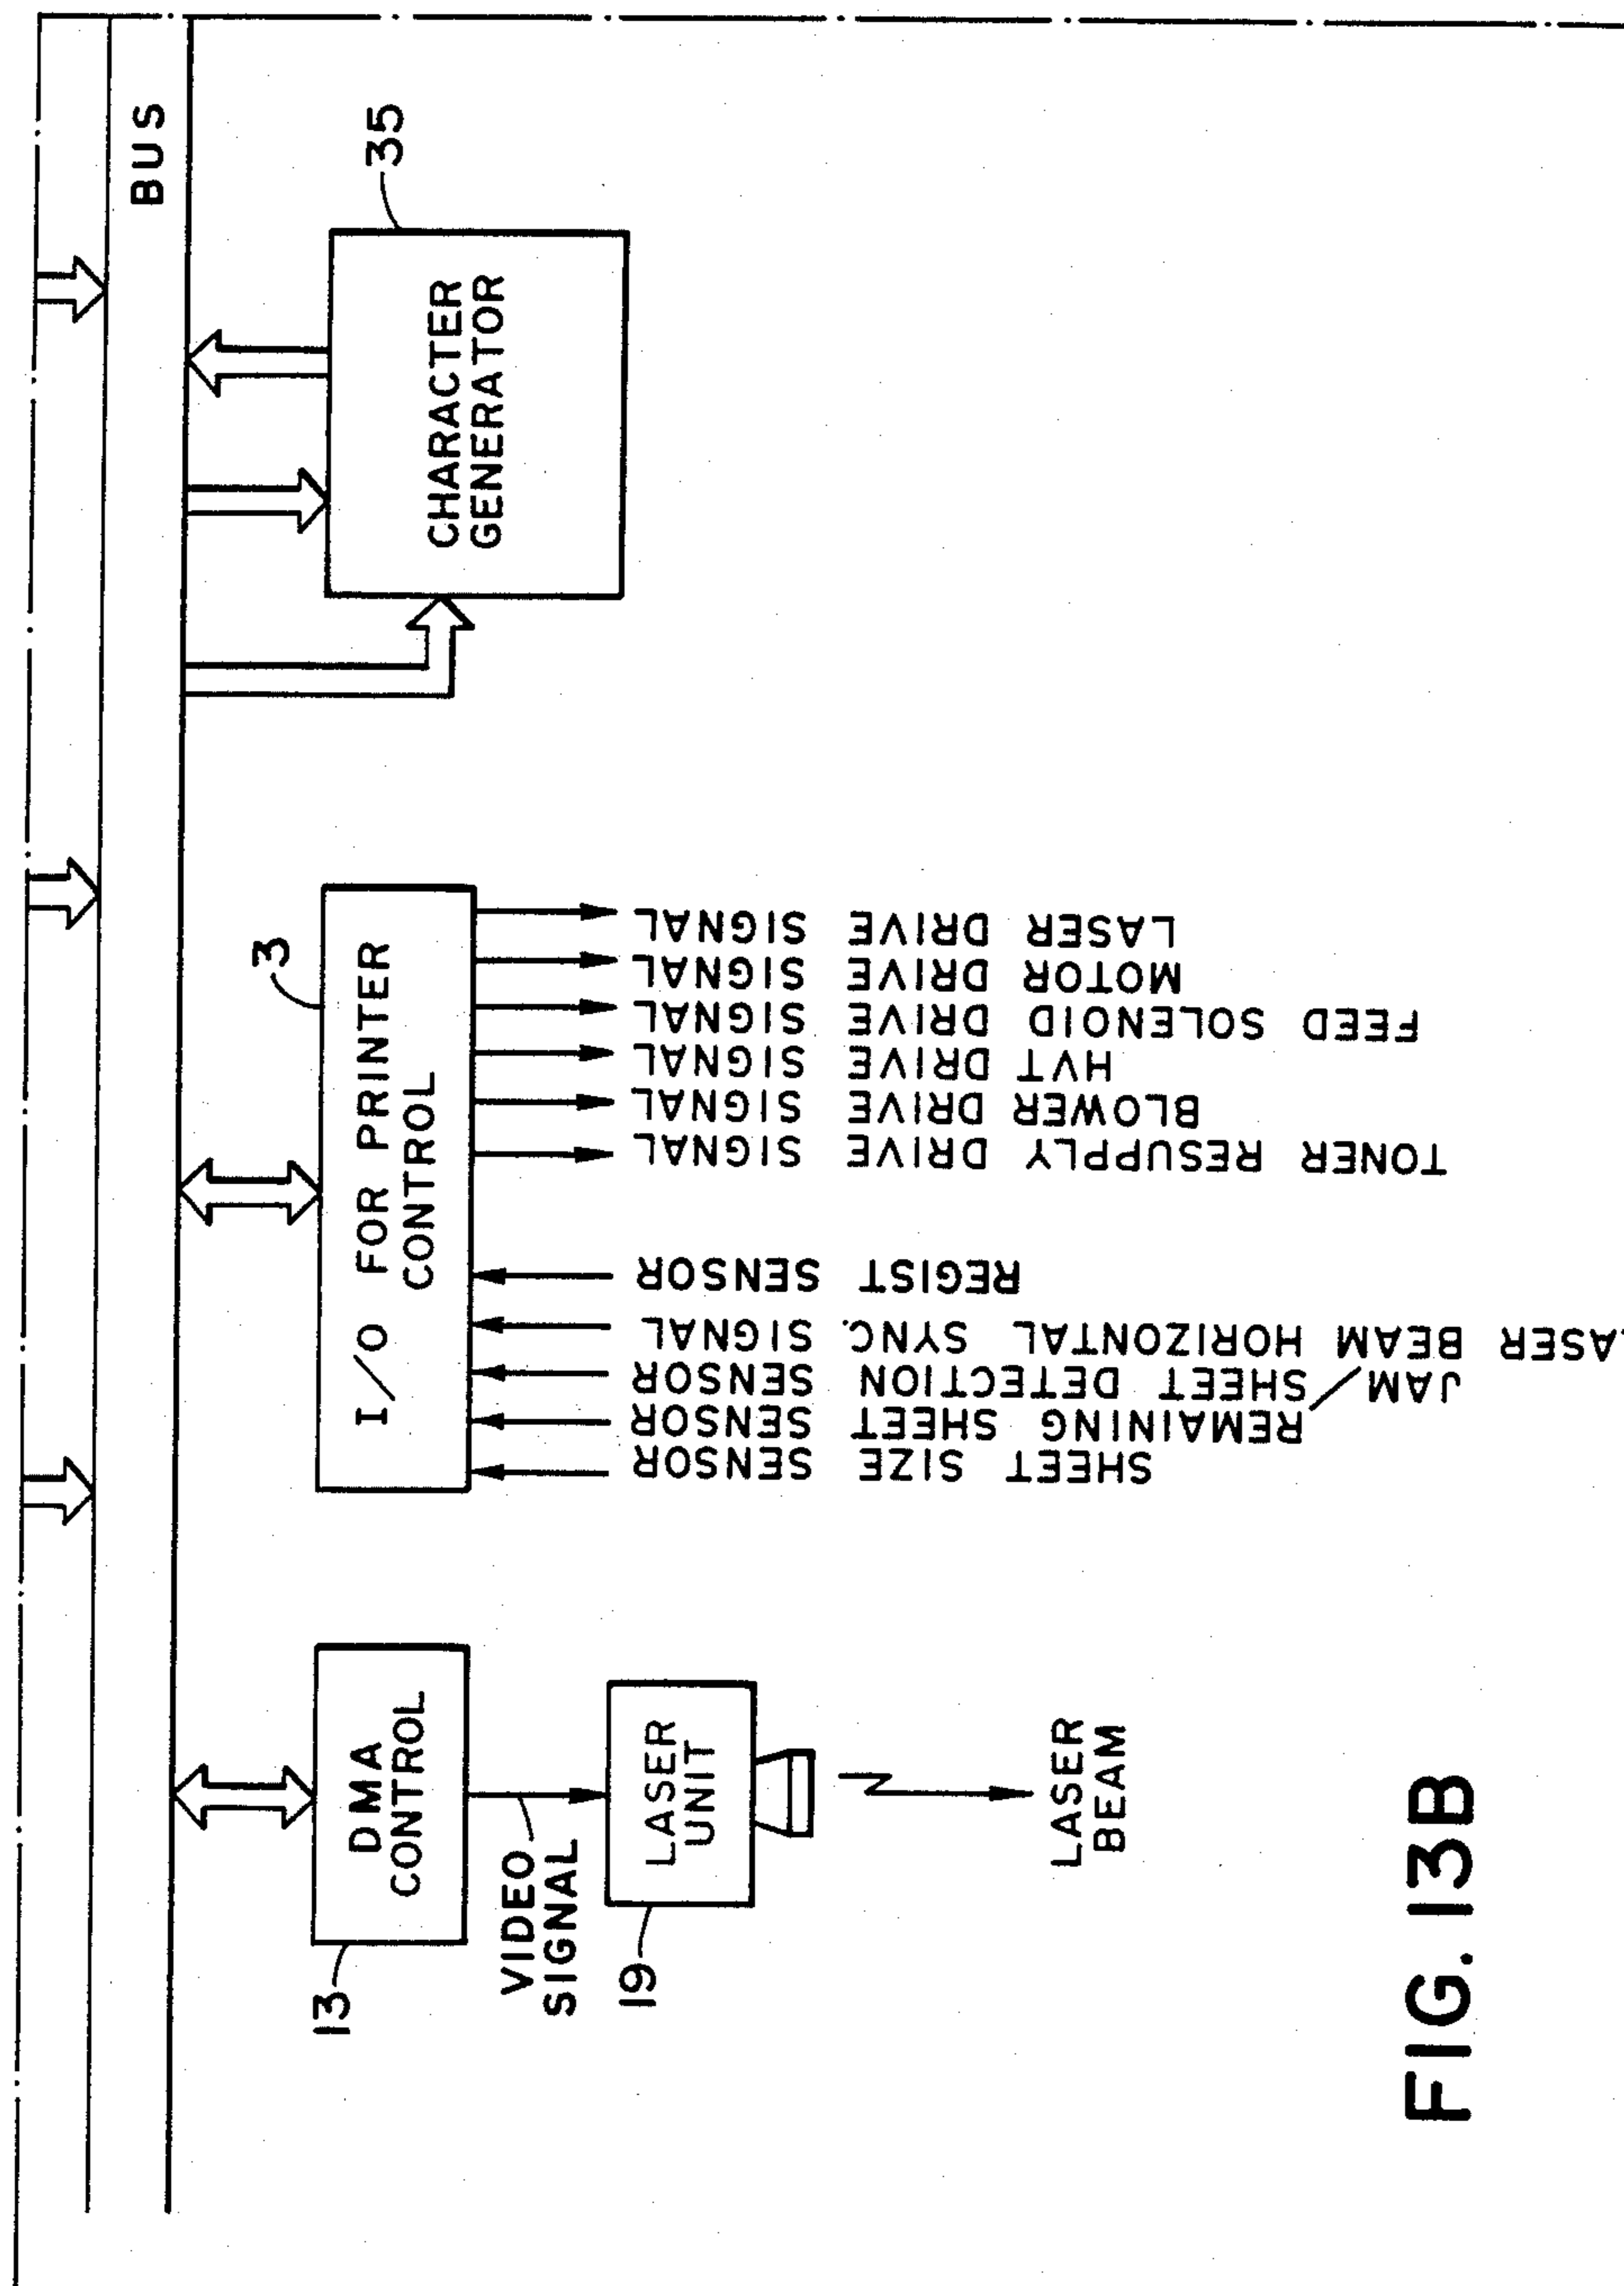 BUS
13
DMA
CONTROL
VIDEO
SIGNAL
19
LASER
UNIT
LASER
BEAM
3
I/O FOR PRINTER
CONTROL
SHEET SIZE SENSOR
REMAINING SHEET SENSOR
JAM/SHEET DETECTION SENSOR
LASER BEAM HORIZONTAL SYNC. SIGNAL
REGIST SENSOR
TONER RESUPPLY DRIVE SIGNAL
BLOWER DRIVE SIGNAL
HVT DRIVE SIGNAL
FEED SOLENOID DRIVE SIGNAL
MOTOR DRIVE SIGNAL
LASER DRIVE SIGNAL
35
CHARACTER
GENERATOR
FIG. 13B